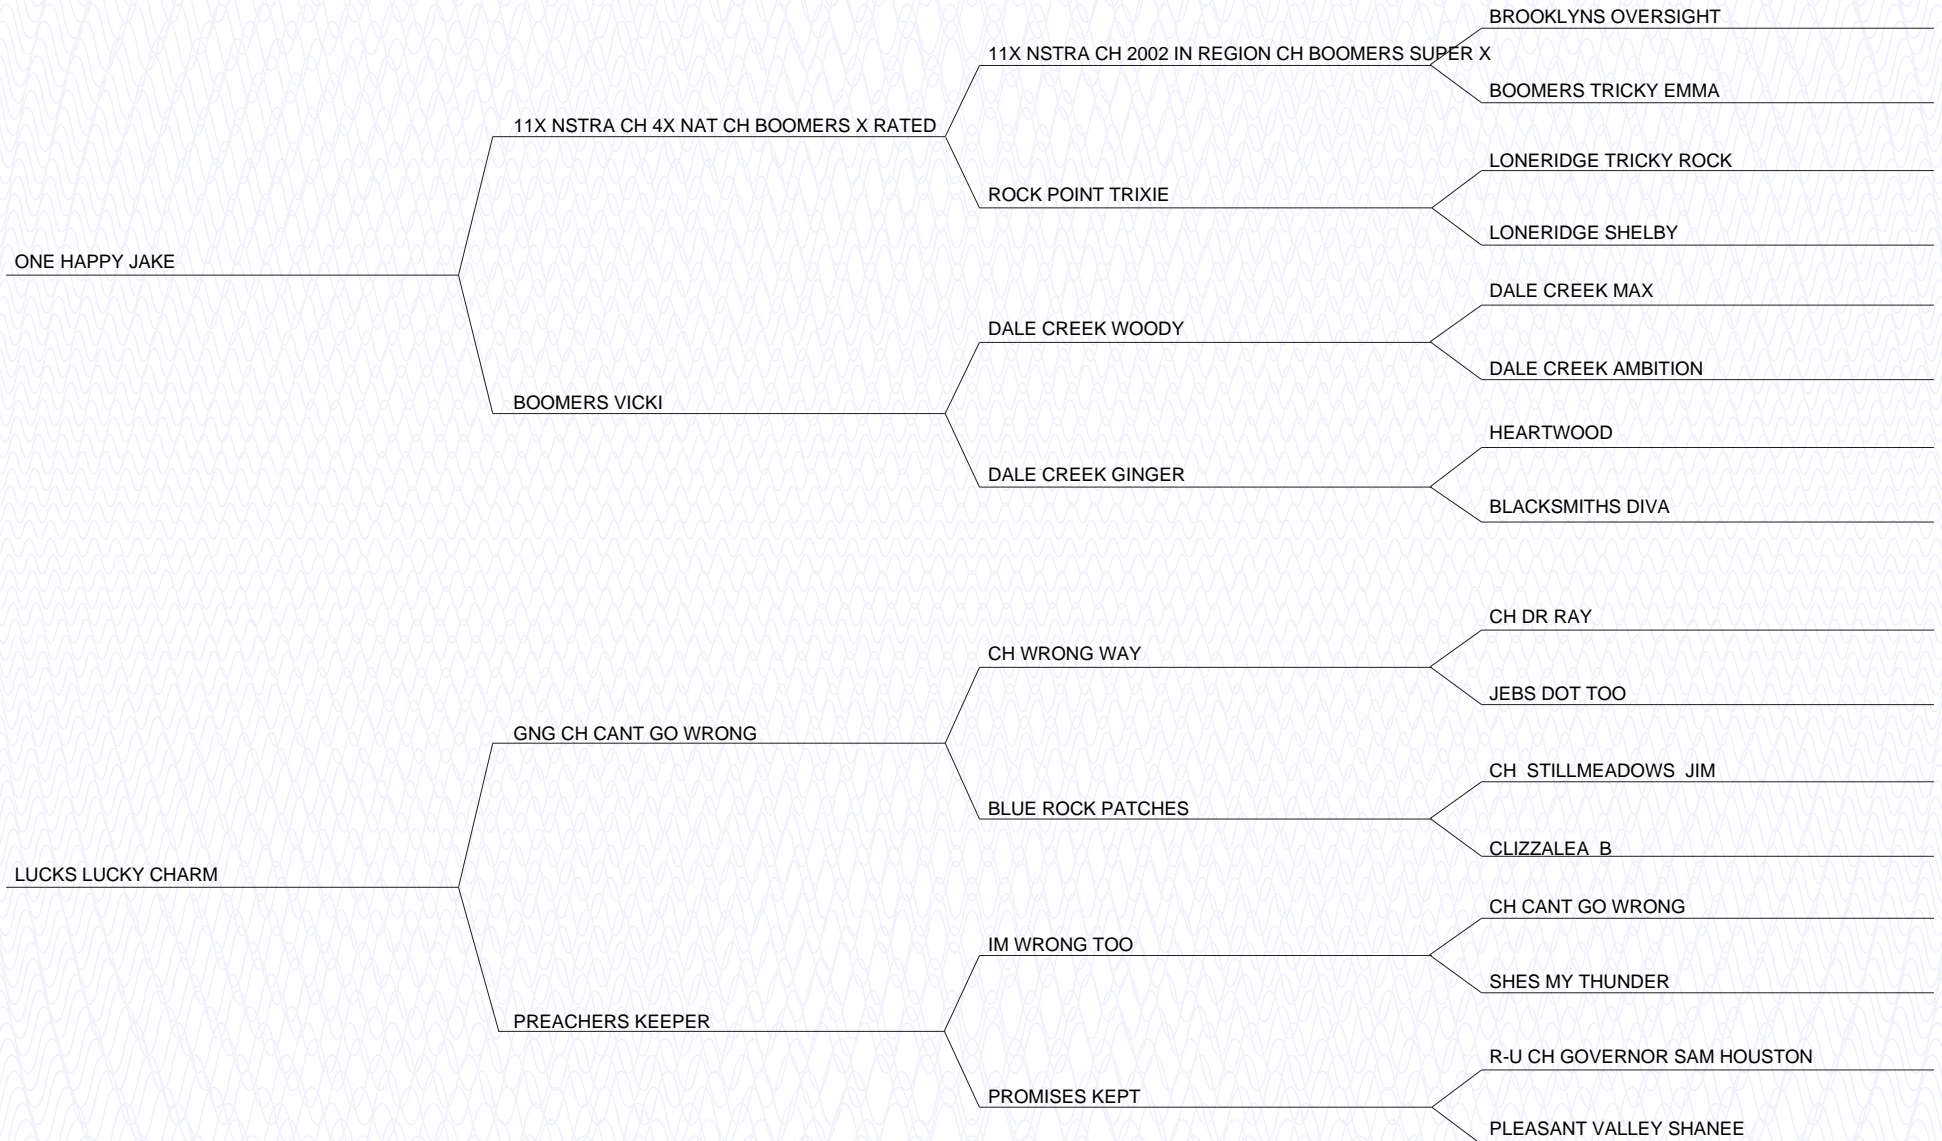 BROOKLYNS OVERSIGHT
11X NSTRA CH 2002 IN REGION CH BOOMERS SUPER X
BOOMERS TRICKY EMMA
11X NSTRA CH 4X NAT CH BOOMERS X RATED
LONERIDGE TRICKY ROCK
ROCK POINT TRIXIE
LONERIDGE SHELBY
ONE HAPPY JAKE
DALE CREEK MAX
DALE CREEK WOODY
DALE CREEK AMBITION
BOOMERS VICKI
HEARTWOOD
DALE CREEK GINGER
BLACKSMITHS DIVA
CH DR RAY
CH WRONG WAY
JEBS DOT TOO
GNG CH CANT GO WRONG
CH  STILLMEADOWS  JIM
BLUE ROCK PATCHES
CLIZZALEA  B
LUCKS LUCKY CHARM
CH CANT GO WRONG
IM WRONG TOO
SHES MY THUNDER
PREACHERS KEEPER
R-U CH GOVERNOR SAM HOUSTON
PROMISES KEPT
PLEASANT VALLEY SHANEE